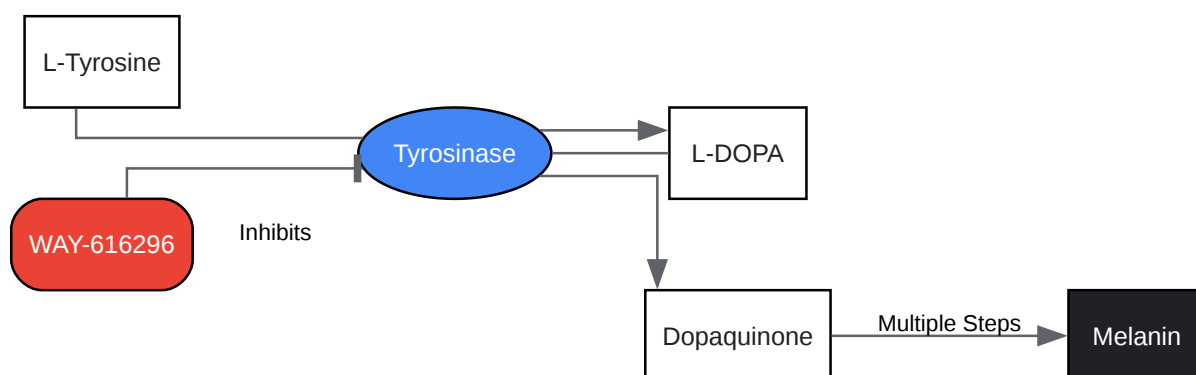 L-Tyrosine
Tyrosinase
L-DOPA
WAY-616296
Inhibits
Dopaquinone
Multiple Steps
Melanin